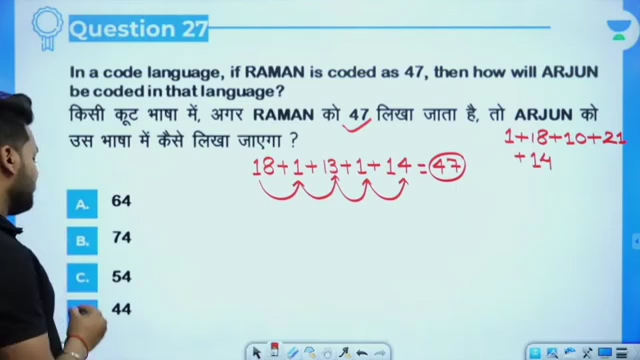 Question 27
In a code language, if RAMAN is coded as 47, then how will ARJUN
be coded in that language?
किसी कूट भाषा में, अगर RAMAN को 47 लिखा जाता है, तो ARJUN को
उस भाषा में कैसे लिखा जाएगा ?
1+18+10+21
+14
18+1+13+1+14=47
A. 64
B. 74
C. 54
44